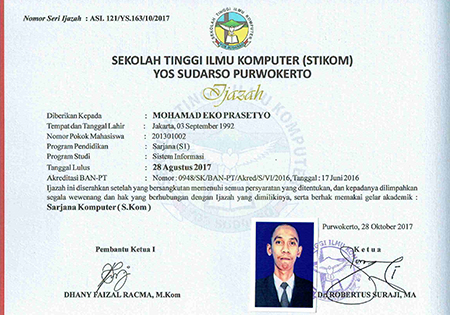 Nomor Seri Ijazah : ASI. 121/YS.163/10/2017
SEKOLAH TINGGI ILMU KOMPUTER (STIKOM)
YOS SUDARSO PURWOKERTO
Ijazah
Diberikan Kepada : MOHAMAD EKO PRASETYO
Tempat dan Tanggal Lahir : Jakarta, 03 September 1992
Nomor Pokok Mahasiswa : 201301002
Program Pendidikan : Sarjana (S1)
Program Studi : Sistem Informasi
Tanggal Lulus : 28 Agustus 2017
Akreditasi BAN-PT : Nomor : 0948/SK/BAN-PT/Akred/S/VI/2016, Tanggal : 17 Juni 2016
Ijazah ini diserahkan setelah yang bersangkutan memenuhi semua persyaratan yang ditentukan, dan kepadanya dilimpahkan
segala wewenang dan hak yang berhubungan dengan Ijazah yang dimilikinya, serta berhak memakai gelar akademik :
Sarjana Komputer (S.Kom)
Purwokerto, 28 Oktober 2017
Pembantu Ketua I
Ketua
DHANY FAIZAL RACMA, M.Kom
Drs ROBERTUS SURAJI, MA